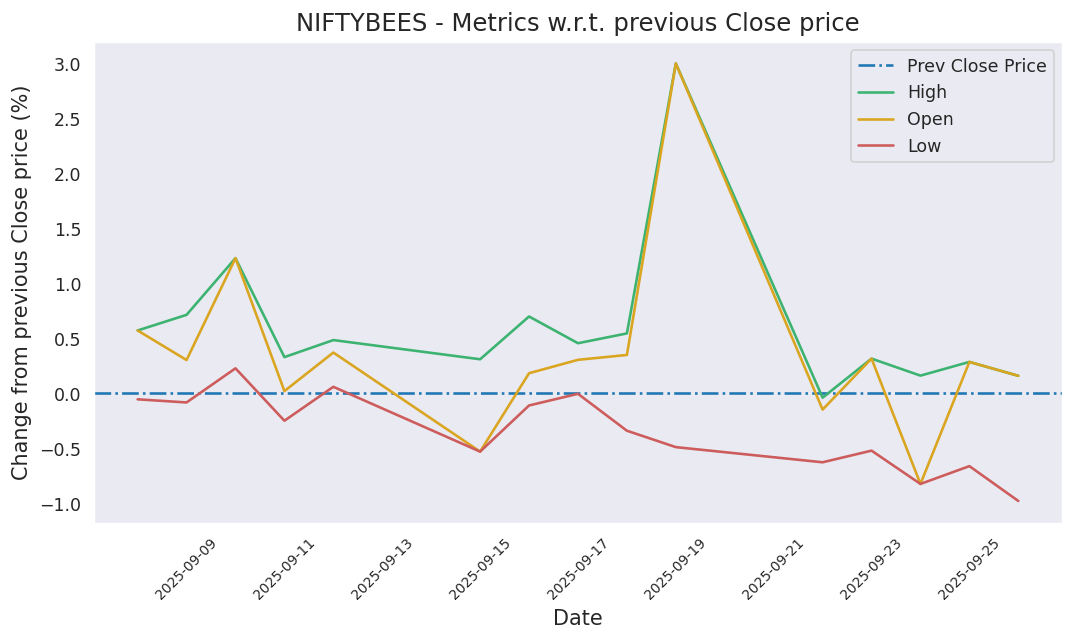 NIFTYBEES - Metrics w.r.t. previous Close price
Change from previous Close price (%)
3.0
2.5
2.0
1.5
1.0
0.5
0.0
−0.5
−1.0
Prev Close Price
High
Open
Low
2025-09-09
2025-09-11
2025-09-13
2025-09-15
2025-09-17
2025-09-19
2025-09-21
2025-09-23
2025-09-25
Date